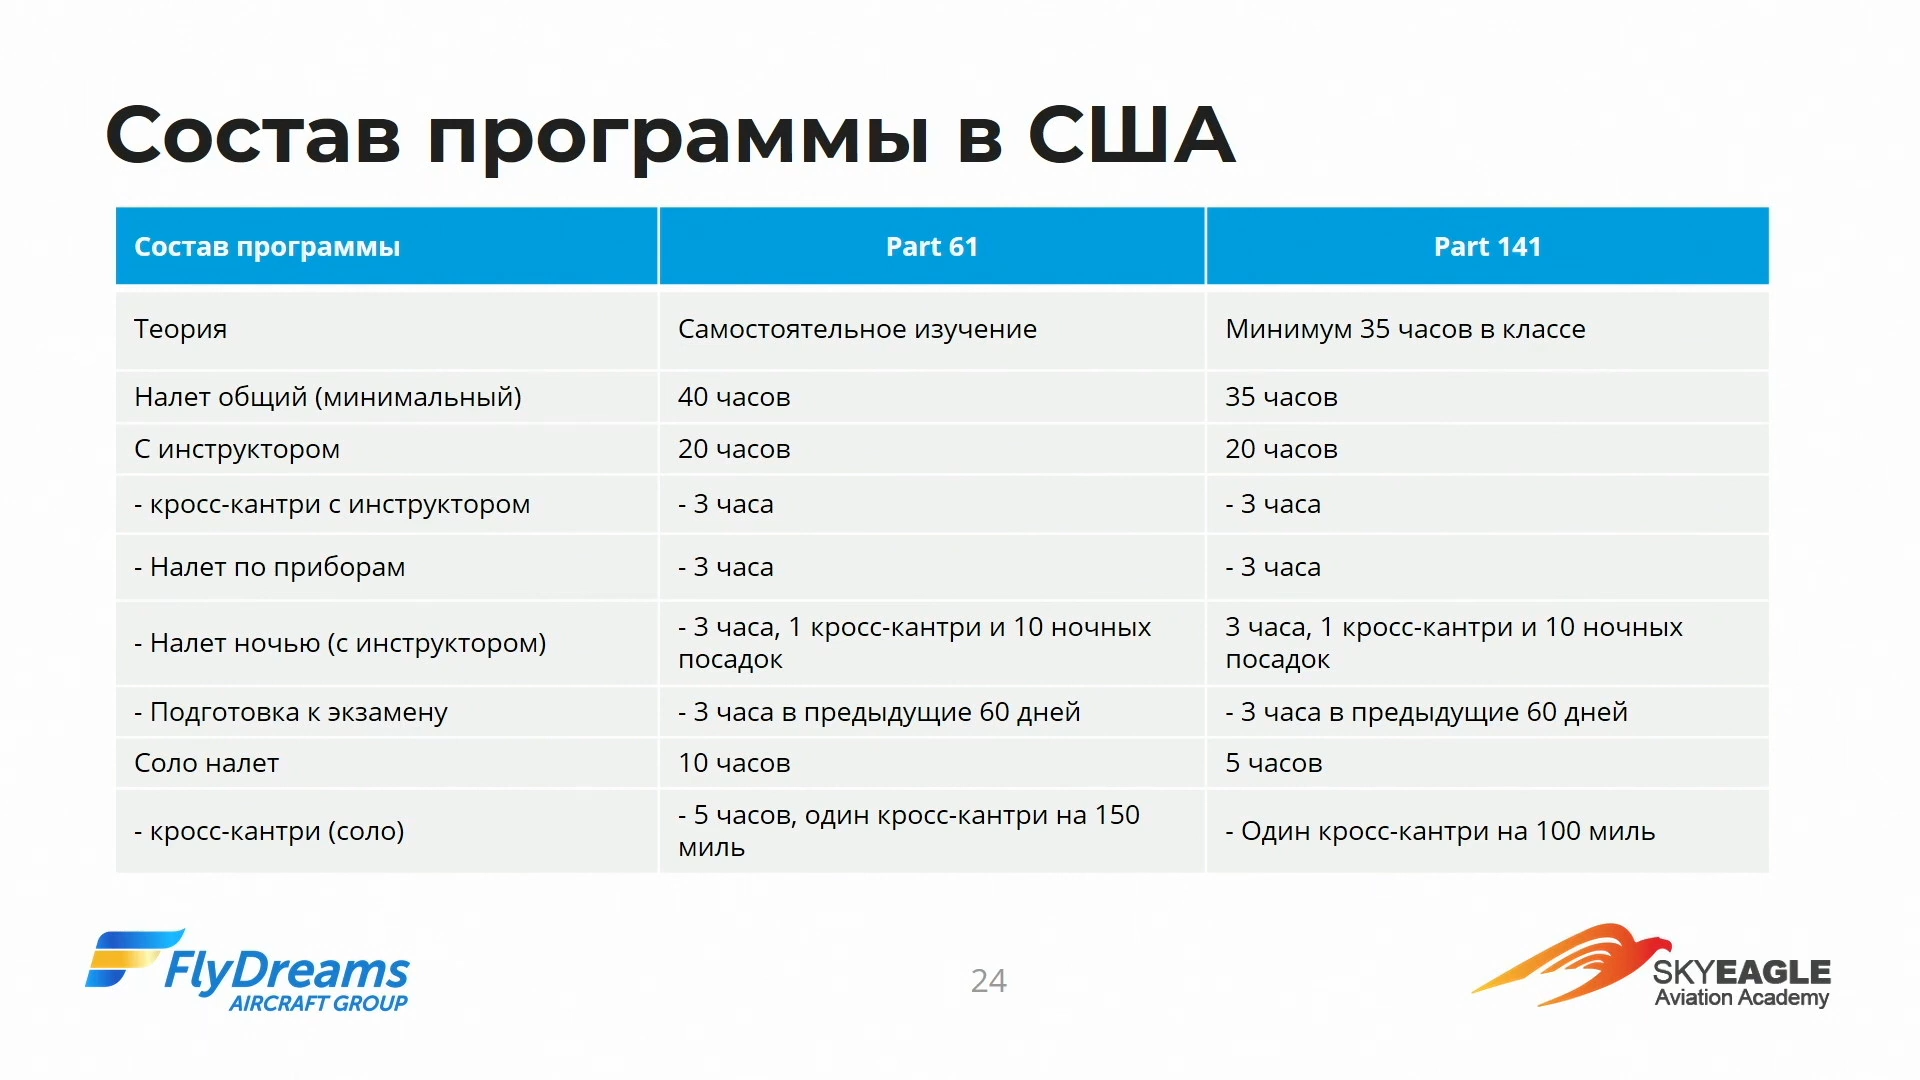 Состав программы в США
Состав программы
Part 61
Part 141
Теория
Самостоятельное изучение
Минимум 35 часов в классе
Налет общий (минимальный)
40 часов
35 часов
С инструктором
20 часов
20 часов
- кросс-кантри с инструктором
- 3 часа
- 3 часа
- Налет по приборам
- 3 часа
- 3 часа
- Налет ночью (с инструктором)
- 3 часа, 1 кросс-кантри и 10 ночных
посадок
3 часа, 1 кросс-кантри и 10 ночных
посадок
- Подготовка к экзамену
- 3 часа в предыдущие 60 дней
- 3 часа в предыдущие 60 дней
Соло налет
10 часов
5 часов
- кросс-кантри (соло)
- 5 часов, один кросс-кантри на 150
миль
- Один кросс-кантри на 100 миль
FlyDreams
AIRCRAFT GROUP
24
SKYEAGLE
Aviation Academy